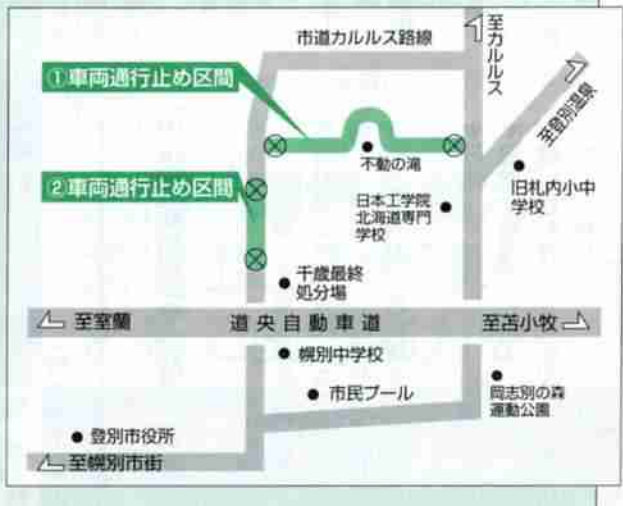 市道カルルス路線
至カルルス
①車両通行止め区間
至登別温泉
不動の滝
旧札内小中
学校
②車両通行止め区間
日本工学院
北海道専門
学校
千歳最終
処分場
至室蘭
道央自動車道
至苫小牧
幌別中学校
市民プール
岡志別の森
運動公園
登別市役所
至幌別市街